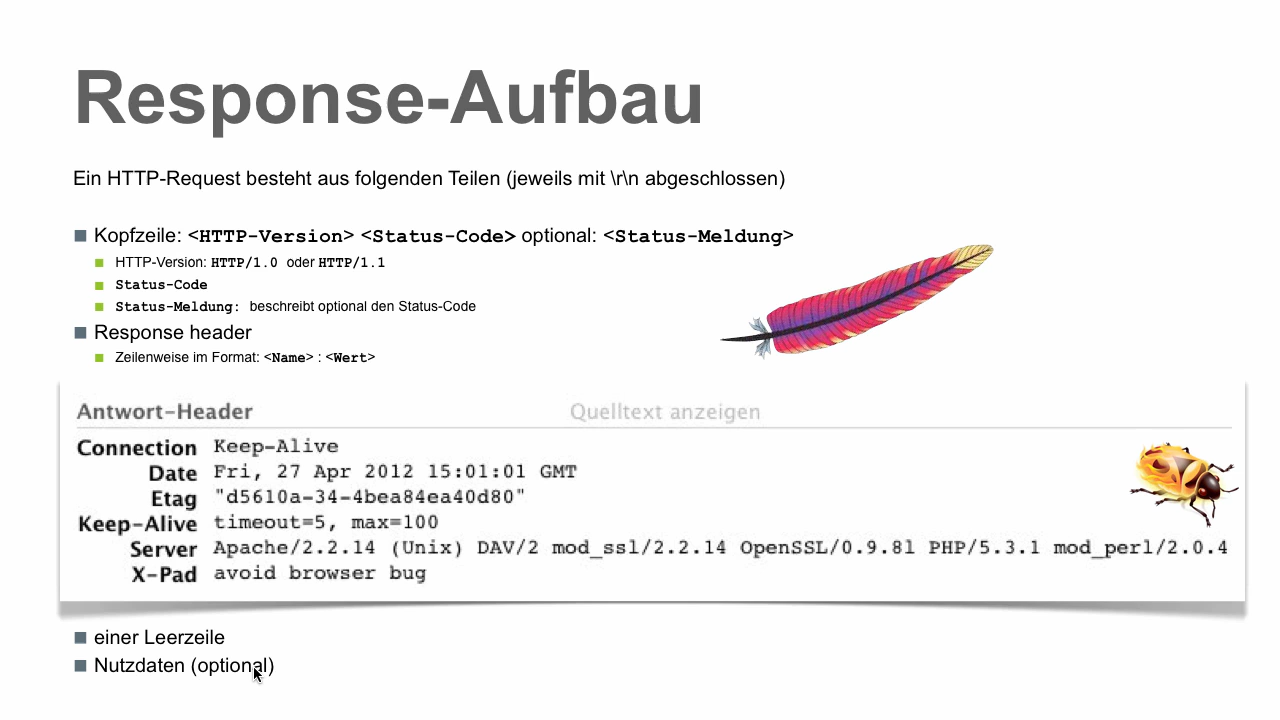 Response-Aufbau
Ein HTTP-Request besteht aus folgenden Teilen (jeweils mit \r\n abgeschlossen)
Kopfzeile: <HTTP-Version> <Status-Code> optional: <Status-Meldung>
HTTP-Version: HTTP/1.0 oder HTTP/1.1
Status-Code
Status-Meldung: beschreibt optional den Status-Code
Response header
Zeilenweise im Format: <Name> : <Wert>
Antwort-Header Quelltext anzeigen
Connection Keep-Alive
Date Fri, 27 Apr 2012 15:01:01 GMT
Etag "d5610a-34-4bea84ea40d80"
Keep-Alive timeout=5, max=100
Server Apache/2.2.14 (Unix) DAV/2 mod_ssl/2.2.14 OpenSSL/0.9.8l PHP/5.3.1 mod_perl/2.0.4
X-Pad avoid browser bug
einer Leerzeile
Nutzdaten (optional)